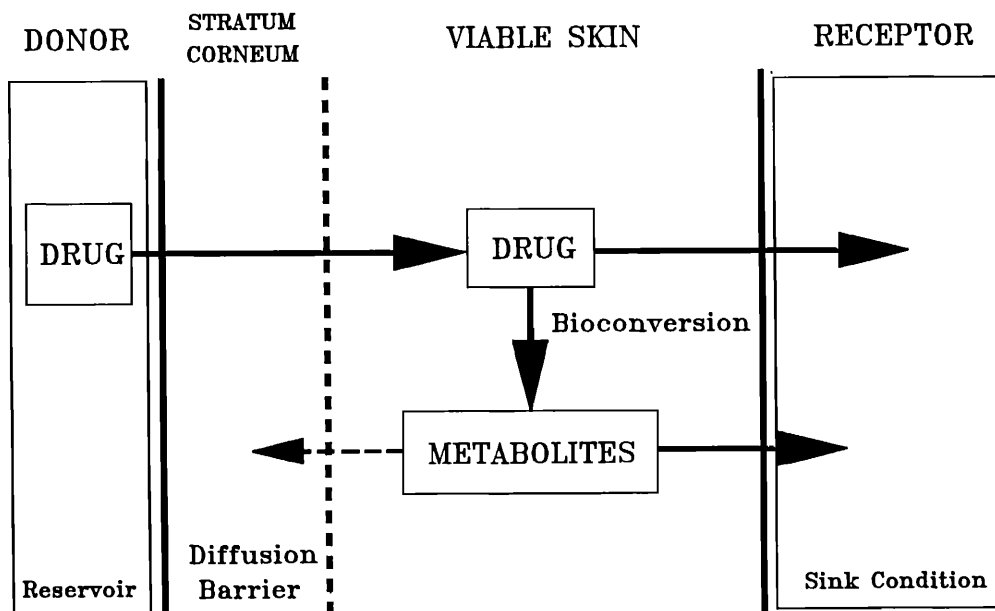 DONOR
STRATUM
CORNEUM
VIABLE SKIN
RECEPTOR
DRUG
DRUG
Bioconversion
METABOLITES
Diffusion
Barrier
Reservoir
Sink Condition